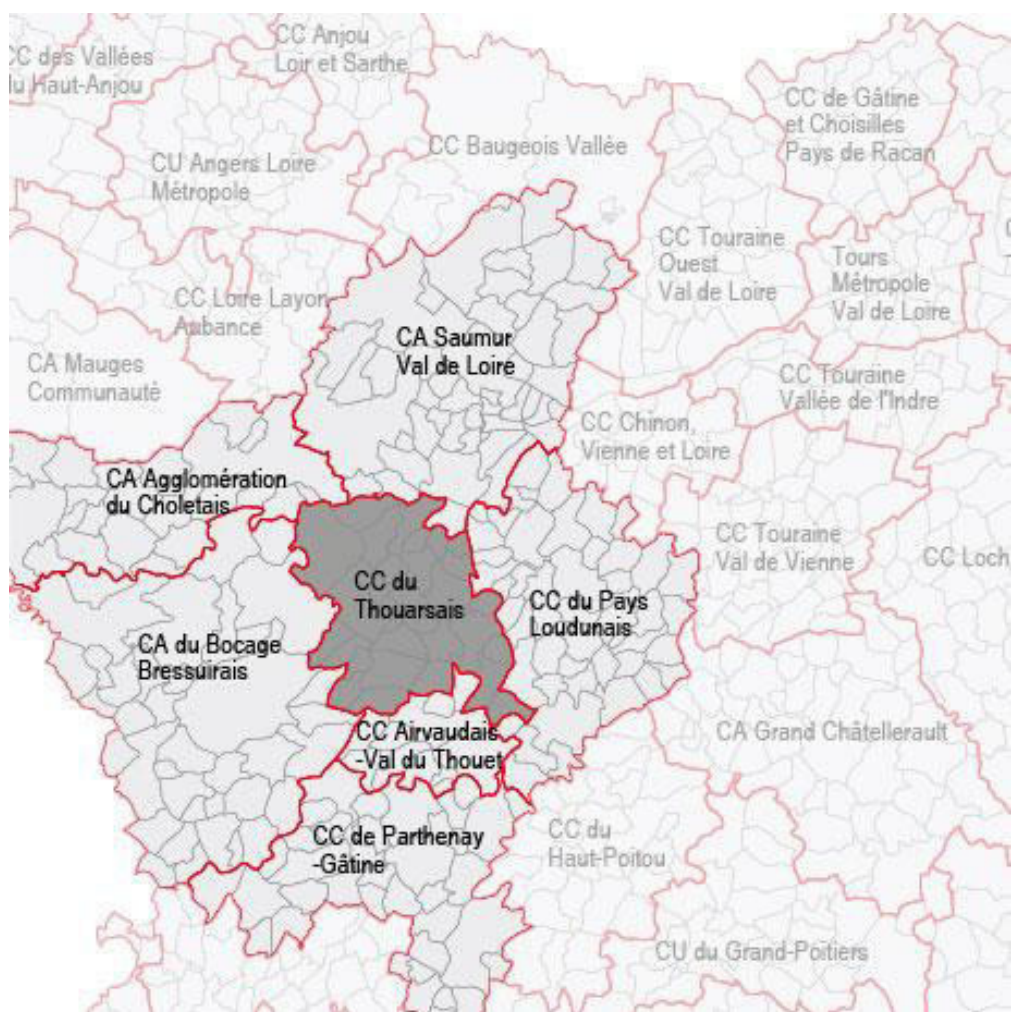 CC des Vallées
du Haut-Anjou
CC Anjou
Loir et Sarthe
CC de Gâtine
et Choisilles
Pays de Racan
CU Angers Loire
Métropole
CC Baugeois Vallée
CC Touraine
Ouest
Val de Loire
Tours
Métropole
Val de Loire
CC Loire Layon
Aubance
CA Saumur
Val de Loire
CA Mauges
Communauté
CC Touraine
Vallée de l'Indre
CC Chinon,
Vienne et Loire
CA Agglomération
du Choletais
CC Touraine
Val de Vienne
CC Loch
CC du
Thouarsais
CC du Pays
Loudunais
CA du Bocage
Bressuirais
CC Airvaudais
-Val du Thouet
CA Grand Châtellerault
CC de Parthenay
-Gâtine
CC du
Haut-Poitou
CU du Grand-Poitiers